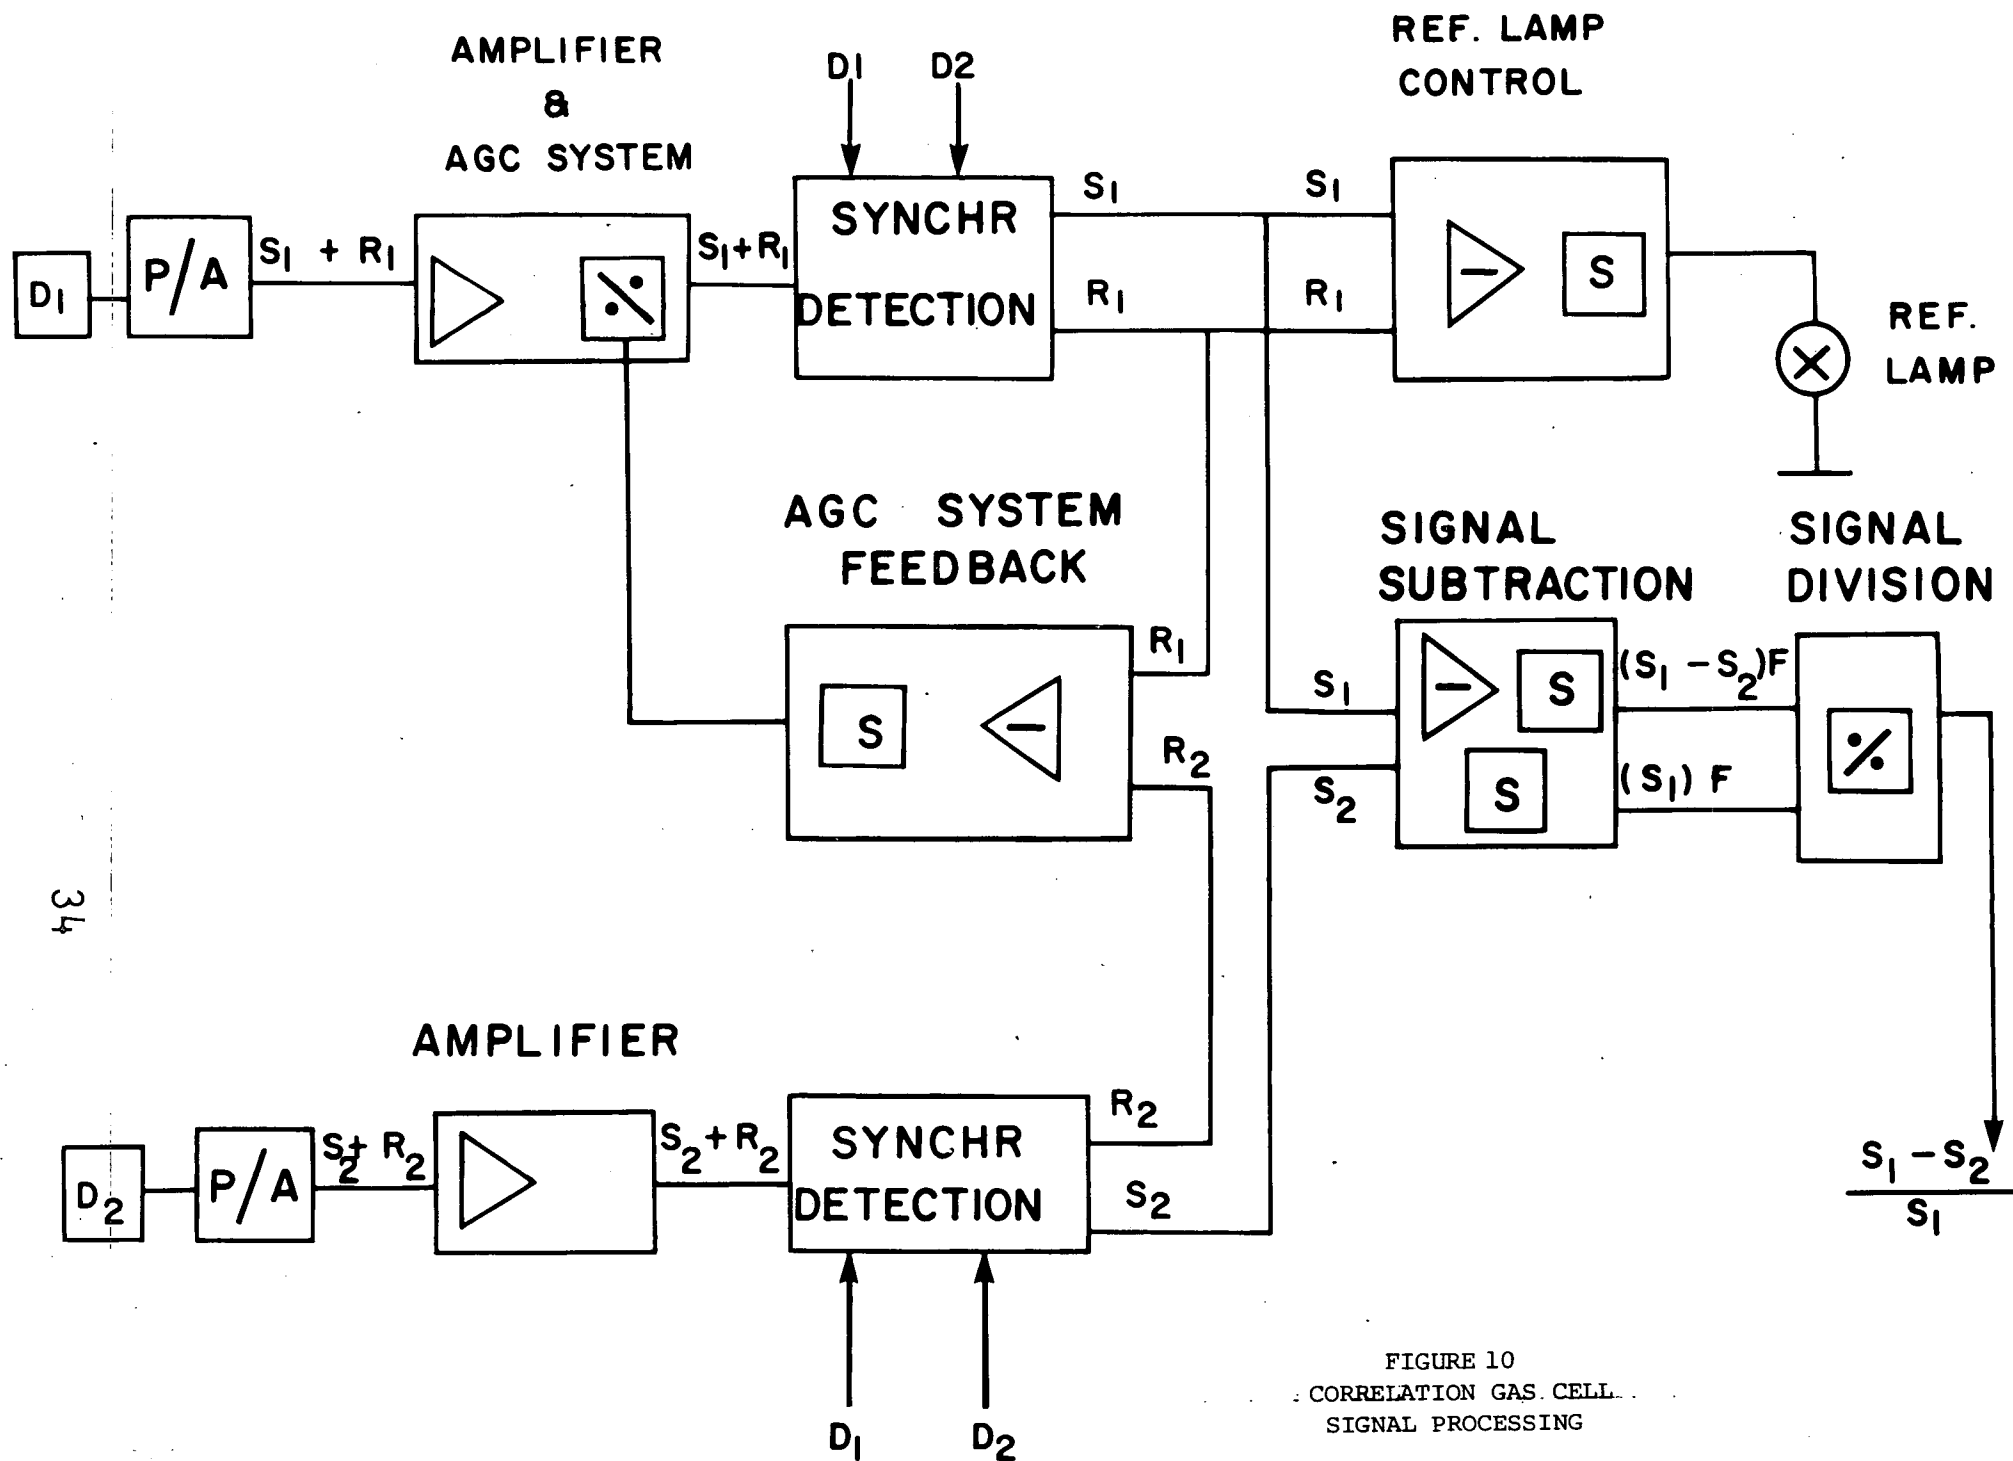 AMPLIFIER
&
AGC SYSTEM
D1 D2
REF. LAMP
CONTROL
D1
P/A
S1 + R1
S1+R1
SYNCHR
DETECTION
S1
R1
S1
R1
S
REF.
LAMP
AGC SYSTEM
FEEDBACK
S
R1
R2
SIGNAL
SUBTRACTION
S1
S2
S
S
(S1 - S2)F
(S1) F
SIGNAL
DIVISION
S1 - S2
S1
34
AMPLIFIER
D2
P/A
S2+ R2
S2+R2
SYNCHR
DETECTION
R2
S2
D1 D2
FIGURE 10
CORRELATION GAS CELL
SIGNAL PROCESSING